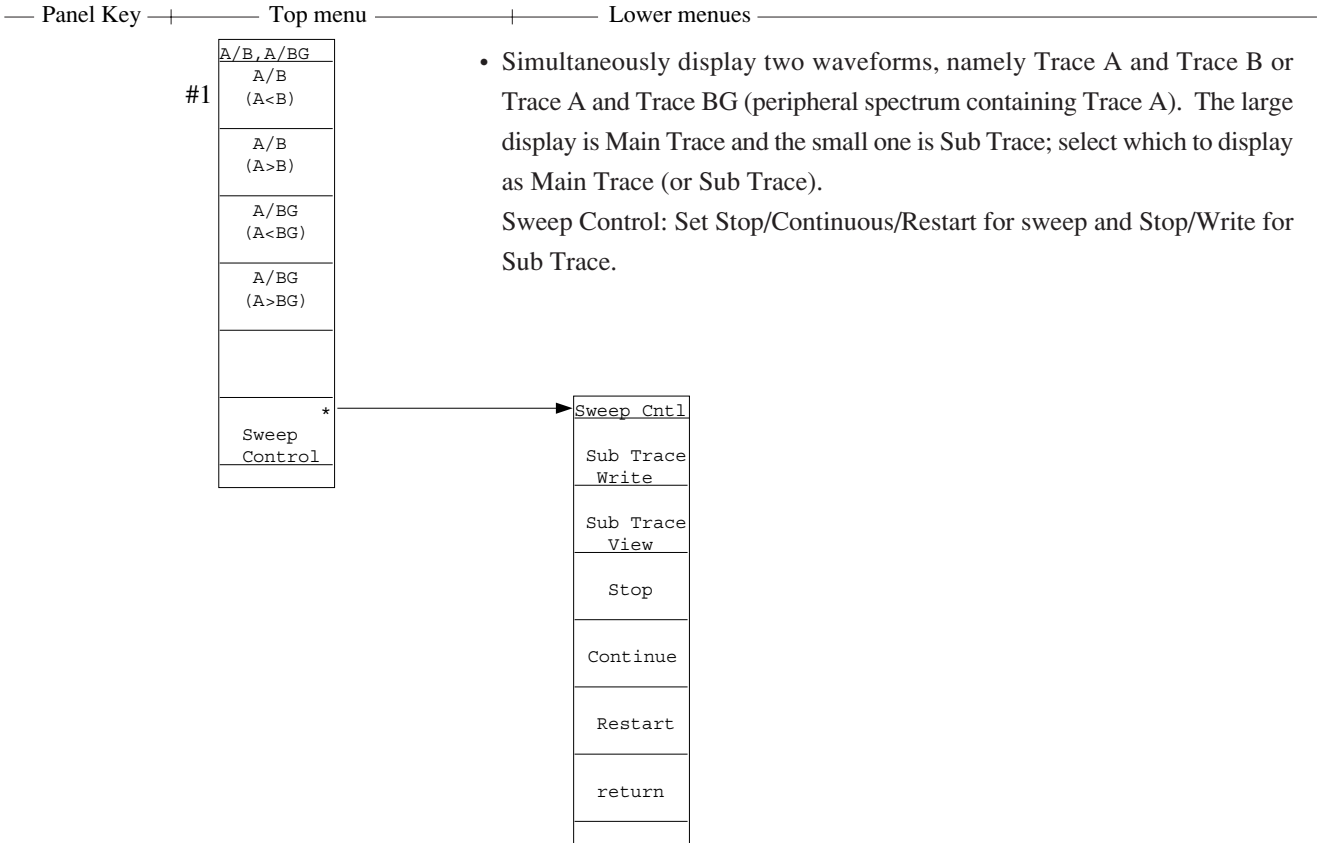 Panel Key
Top menu
Lower menues
A/B,A/BG
#1
A/B
(A<B)
A/B
(A>B)
A/BG
(A<BG)
A/BG
(A>BG)
*
Sweep
Control
• Simultaneously display two waveforms, namely Trace A and Trace B or
Trace A and Trace BG (peripheral spectrum containing Trace A). The large
display is Main Trace and the small one is Sub Trace; select which to display
as Main Trace (or Sub Trace).
Sweep Control: Set Stop/Continuous/Restart for sweep and Stop/Write for
Sub Trace.
Sweep Cntl
Sub Trace
Write
Sub Trace
View
Stop
Continue
Restart
return